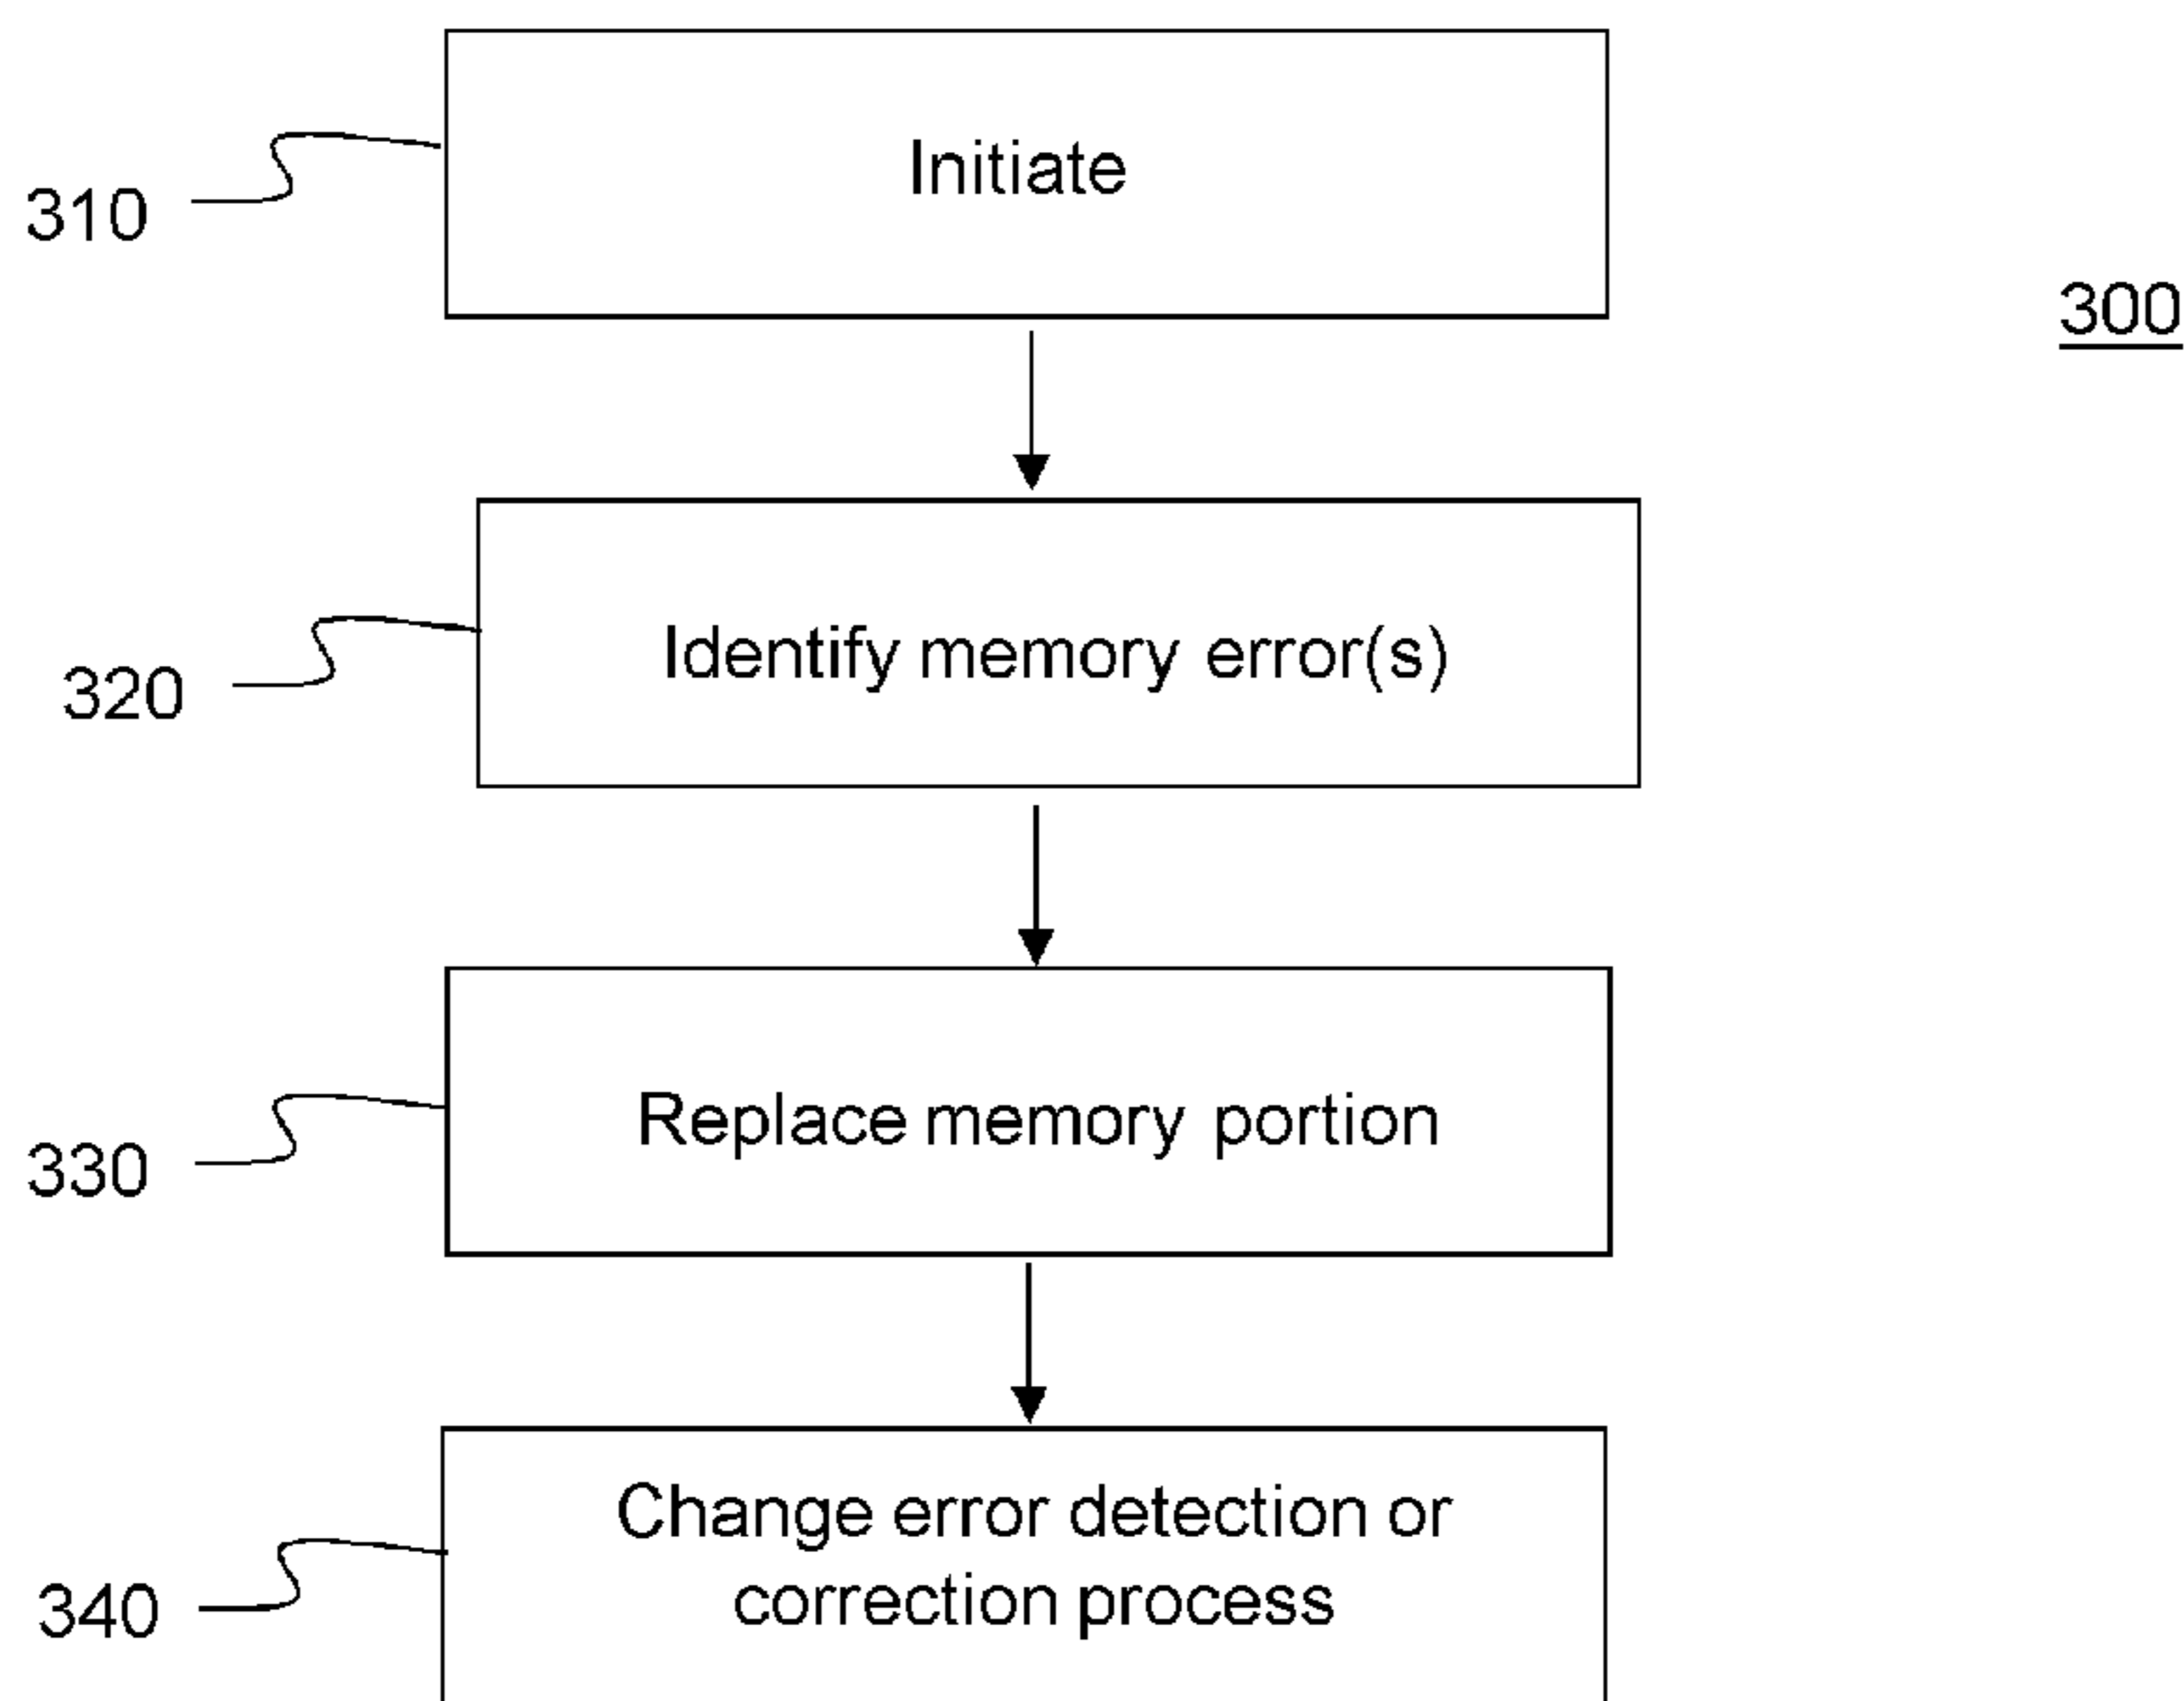 Initiate
310
300
Identify memory error(s)
320
Replace memory portion
330
Change error detection or
correction process
340